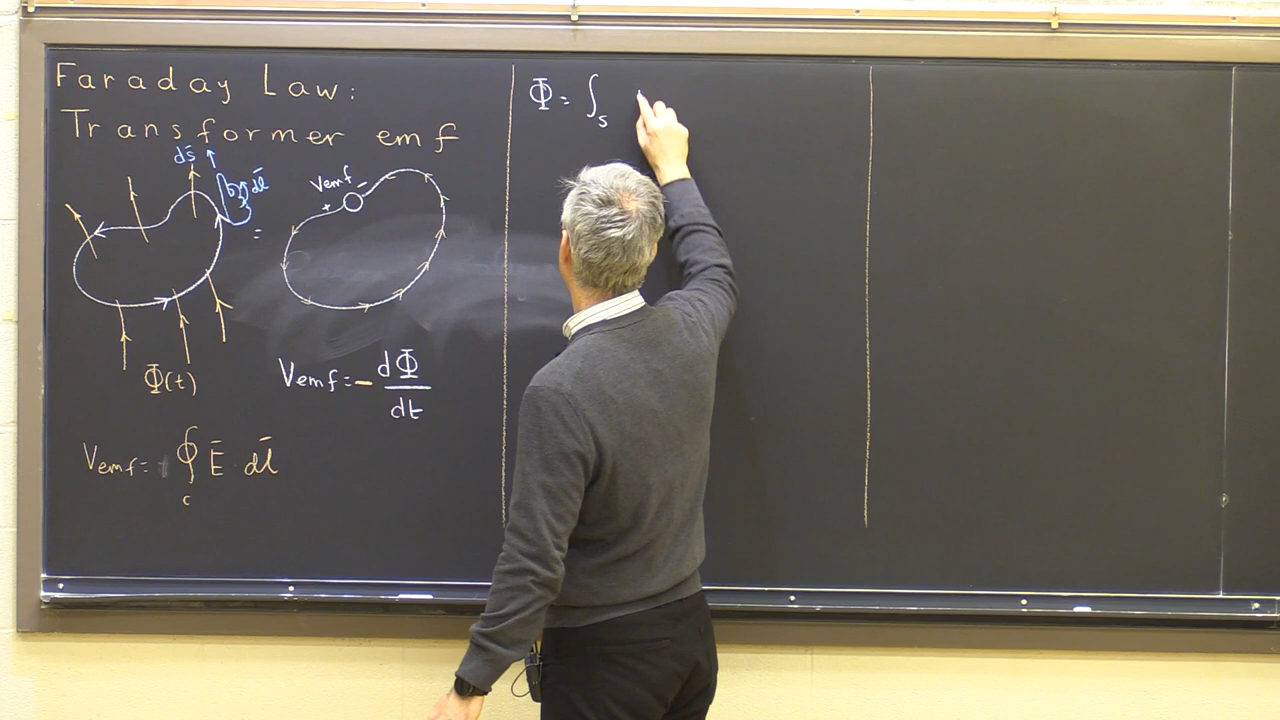 Faraday Law:
Transformer emf
ds̄
dl̄
Vemf
+ -
=
Φ(t)
Vemf = - dΦ/dt
Vemf = ∮c Ē dl̄
Φ = ∫s